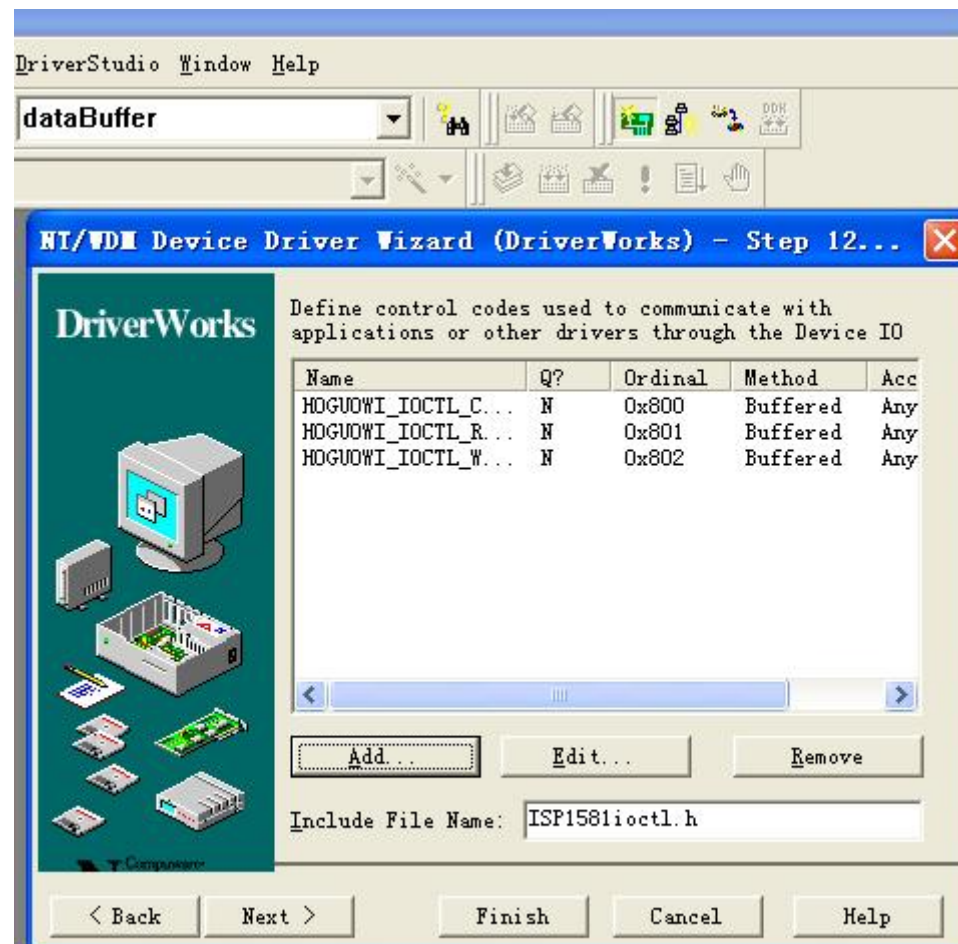 DriverStudio Window Help
dataBuffer
DDK
NT/WDM Device Driver Wizard (DriverWorks) - Step 12...
DriverWorks
Define control codes used to communicate with
applications or other drivers through the Device IO
Name Q? Ordinal Method Acc
HOGUOWI_IOCTL_C... N 0x800 Buffered Any
HOGUOWI_IOCTL_R... N 0x801 Buffered Any
HOGUOWI_IOCTL_W... N 0x802 Buffered Any
Add... Edit... Remove
Include File Name: ISP1581ioctl.h
Compuware
< Back Next > Finish Cancel Help